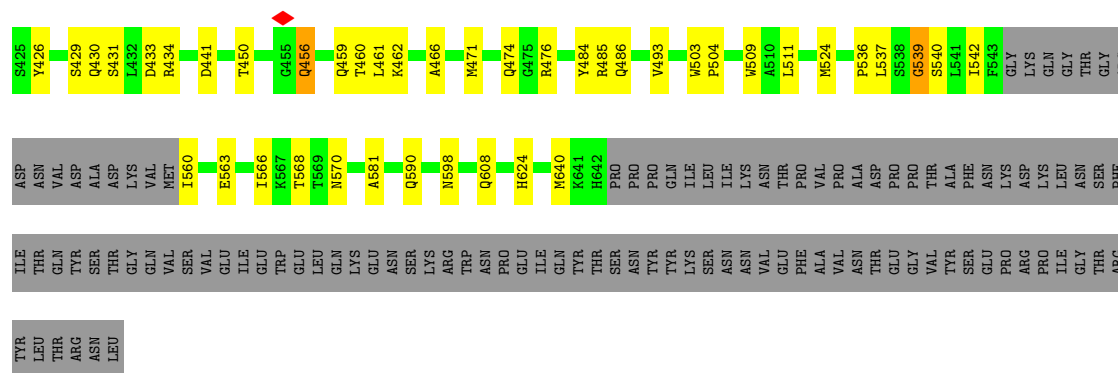 S425 Y426 S429 Q430 S431 L432 D433 R434 D441 T450 G455 Q456 Q459 T460 L461 K462 A466 M471 Q474 G475 R476 Y484 R485 Q486 V493 W503 P504 W509 A510 L511 M524 P536 L537 S538 G539 S540 L541 I542 F543 GLY LYS GLN GLY THR GLY
ASP ASN VAL ASP ALA ASP LYS VAL MET I560 E563 I566 K567 T568 T569 N570 A581 Q590 N598 Q608 H624 M640 K641 H642 PRO PRO PRO GLN ILE LEU ILE LYS ASN THR PRO VAL PRO ALA ASP PRO PRO THR ALA PHE ASN LYS ASP LYS LEU ASN SER PHE
ILE THR GLN TYR SER THR GLY GLN VAL SER VAL GLU ILE GLU TRP GLU LEU GLN LYS GLU ASN SER LYS ARG TRP ASN PRO GLU ILE GLN TYR THR SER ASN TYR TYR LYS SER ASN ASN VAL GLU PHE ALA VAL ASN THR GLU GLY VAL TYR SER GLU PRO ARG PRO ILE GLY THR ARG
TYR LEU THR ARG ASN LEU